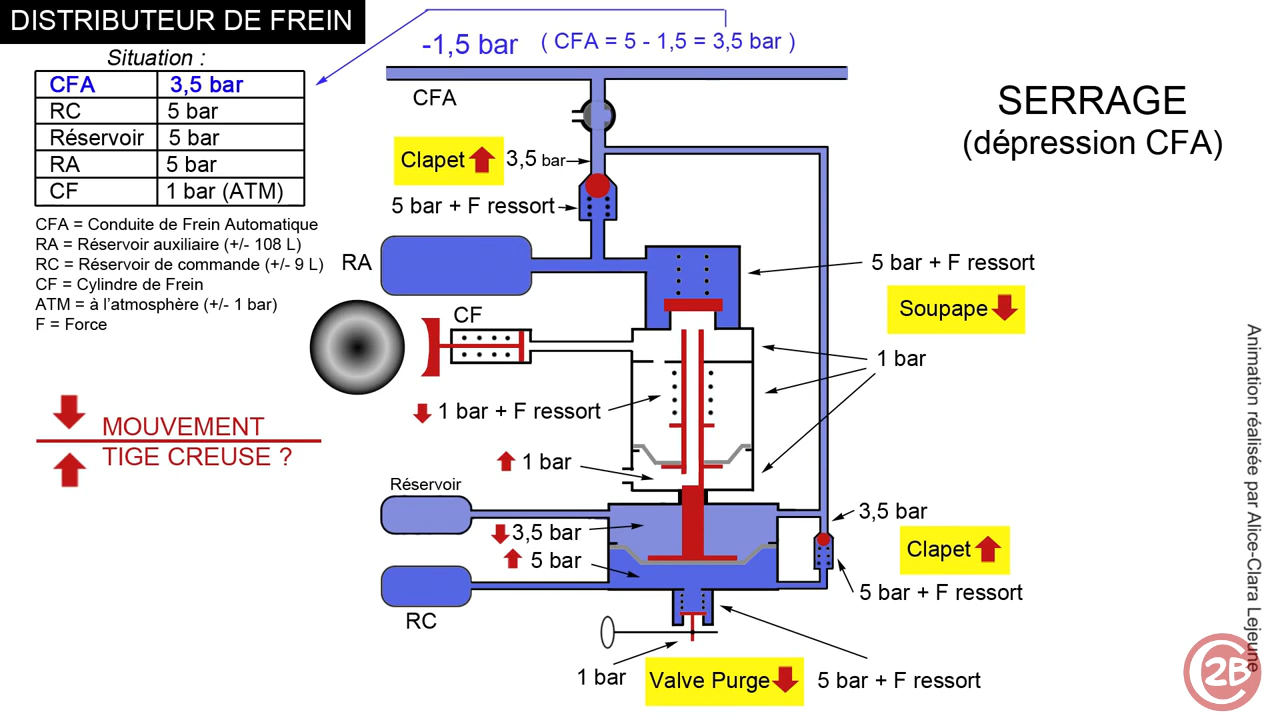 DISTRIBUTEUR DE FREIN
-1,5 bar ( CFA = 5 - 1,5 = 3,5 bar )
Situation :
CFA 3,5 bar
RC 5 bar
Réservoir 5 bar
RA 5 bar
CF 1 bar (ATM)
CFA = Conduite de Frein Automatique
RA = Réservoir auxiliaire (+/- 108 L)
RC = Réservoir de commande (+/- 9 L)
CF = Cylindre de Frein
ATM = à l'atmosphère (+/- 1 bar)
F = Force
MOUVEMENT
TIGE CREUSE ?
SERRAGE
(dépression CFA)
CFA
Clapet 3,5 bar
5 bar + F ressort
RA
5 bar + F ressort
Soupape
CF
1 bar
1 bar + F ressort
1 bar
Réservoir
3,5 bar
3,5 bar
Clapet
5 bar
5 bar + F ressort
RC
1 bar
Valve Purge
5 bar + F ressort
Animation réalisée par Alice-Clara Lejeune
C2B